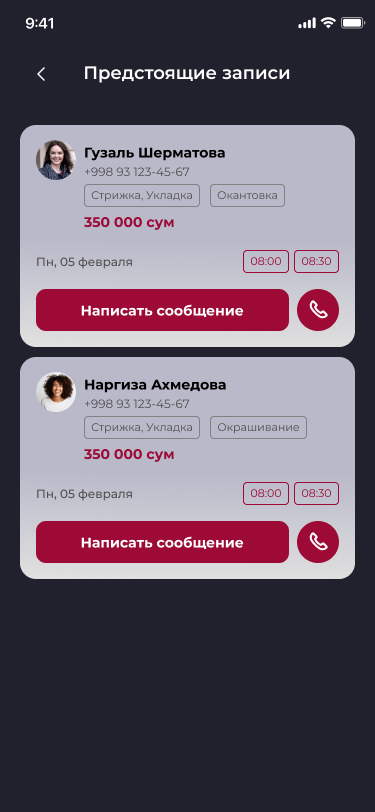 9:41
Предстоящие записи
Гузаль Шерматова
+998 93 123-45-67
Стрижка, Укладка Окантовка
350 000 сум
Пн, 05 февраля 08:00 08:30
Написать сообщение
Наргиза Ахмедова
+998 93 123-45-67
Стрижка, Укладка Окрашивание
350 000 сум
Пн, 05 февраля 08:00 08:30
Написать сообщение